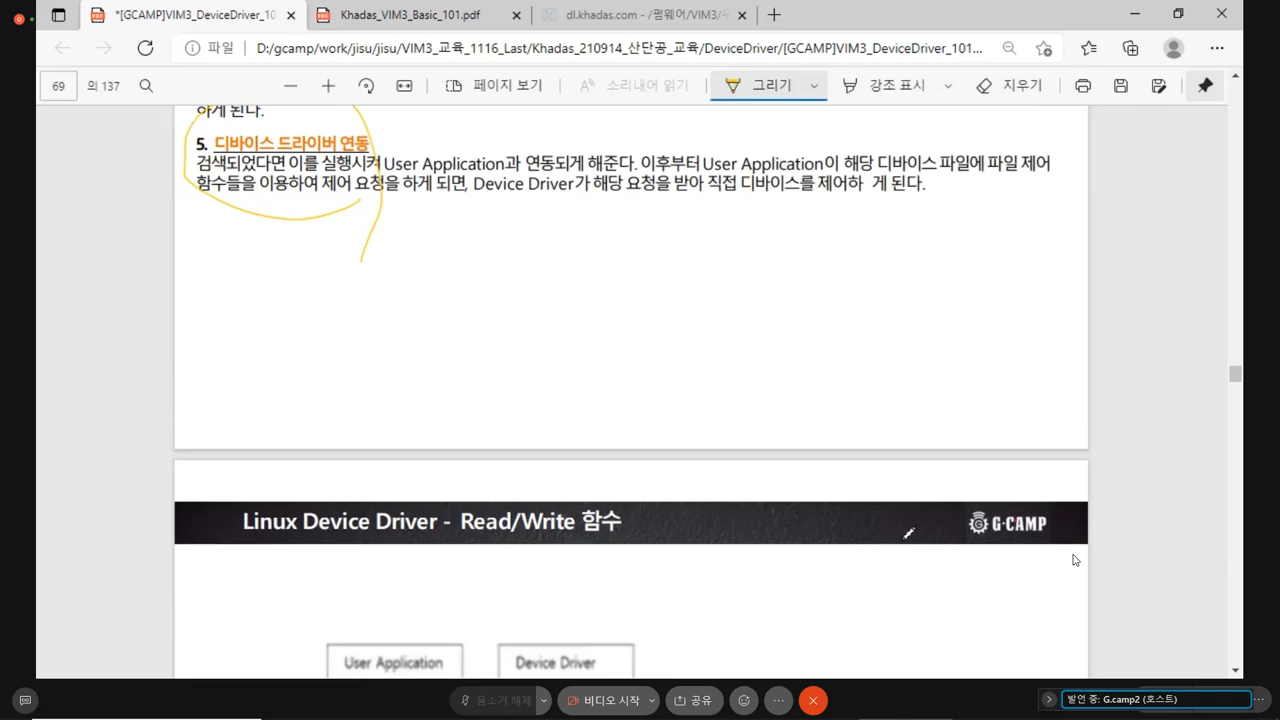 *[GCAMP]VIM3_DeviceDriver_10
Khadas_VIM3_Basic_101.pdf
dl.khadas.com - /펌웨어/VIM3/우
파일
D:/gcamp/work/jisu/jisu/VIM3_교육_1116_Last/Khadas_210914_산단공_교육/DeviceDriver/[GCAMP]VIM3_DeviceDriver_101...
69 의 137
페이지 보기
소리내어 읽기
그리기
강조 표시
지우기
하게 된다.
5. 디바이스 드라이버 연동
검색되었다면 이를 실행시켜 User Application과 연동되게 해준다. 이후부터 User Application이 해당 디바이스 파일에 파일 제어
함수들을 이용하여 제어 요청을 하게 되면, Device Driver가 해당 요청을 받아 직접 디바이스를 제어하 게 된다.
Linux Device Driver - Read/Write 함수
G·CAMP
User Application
Device Driver
음소거 해제
비디오 시작
공유
발언 중: G.camp2 (호스트)